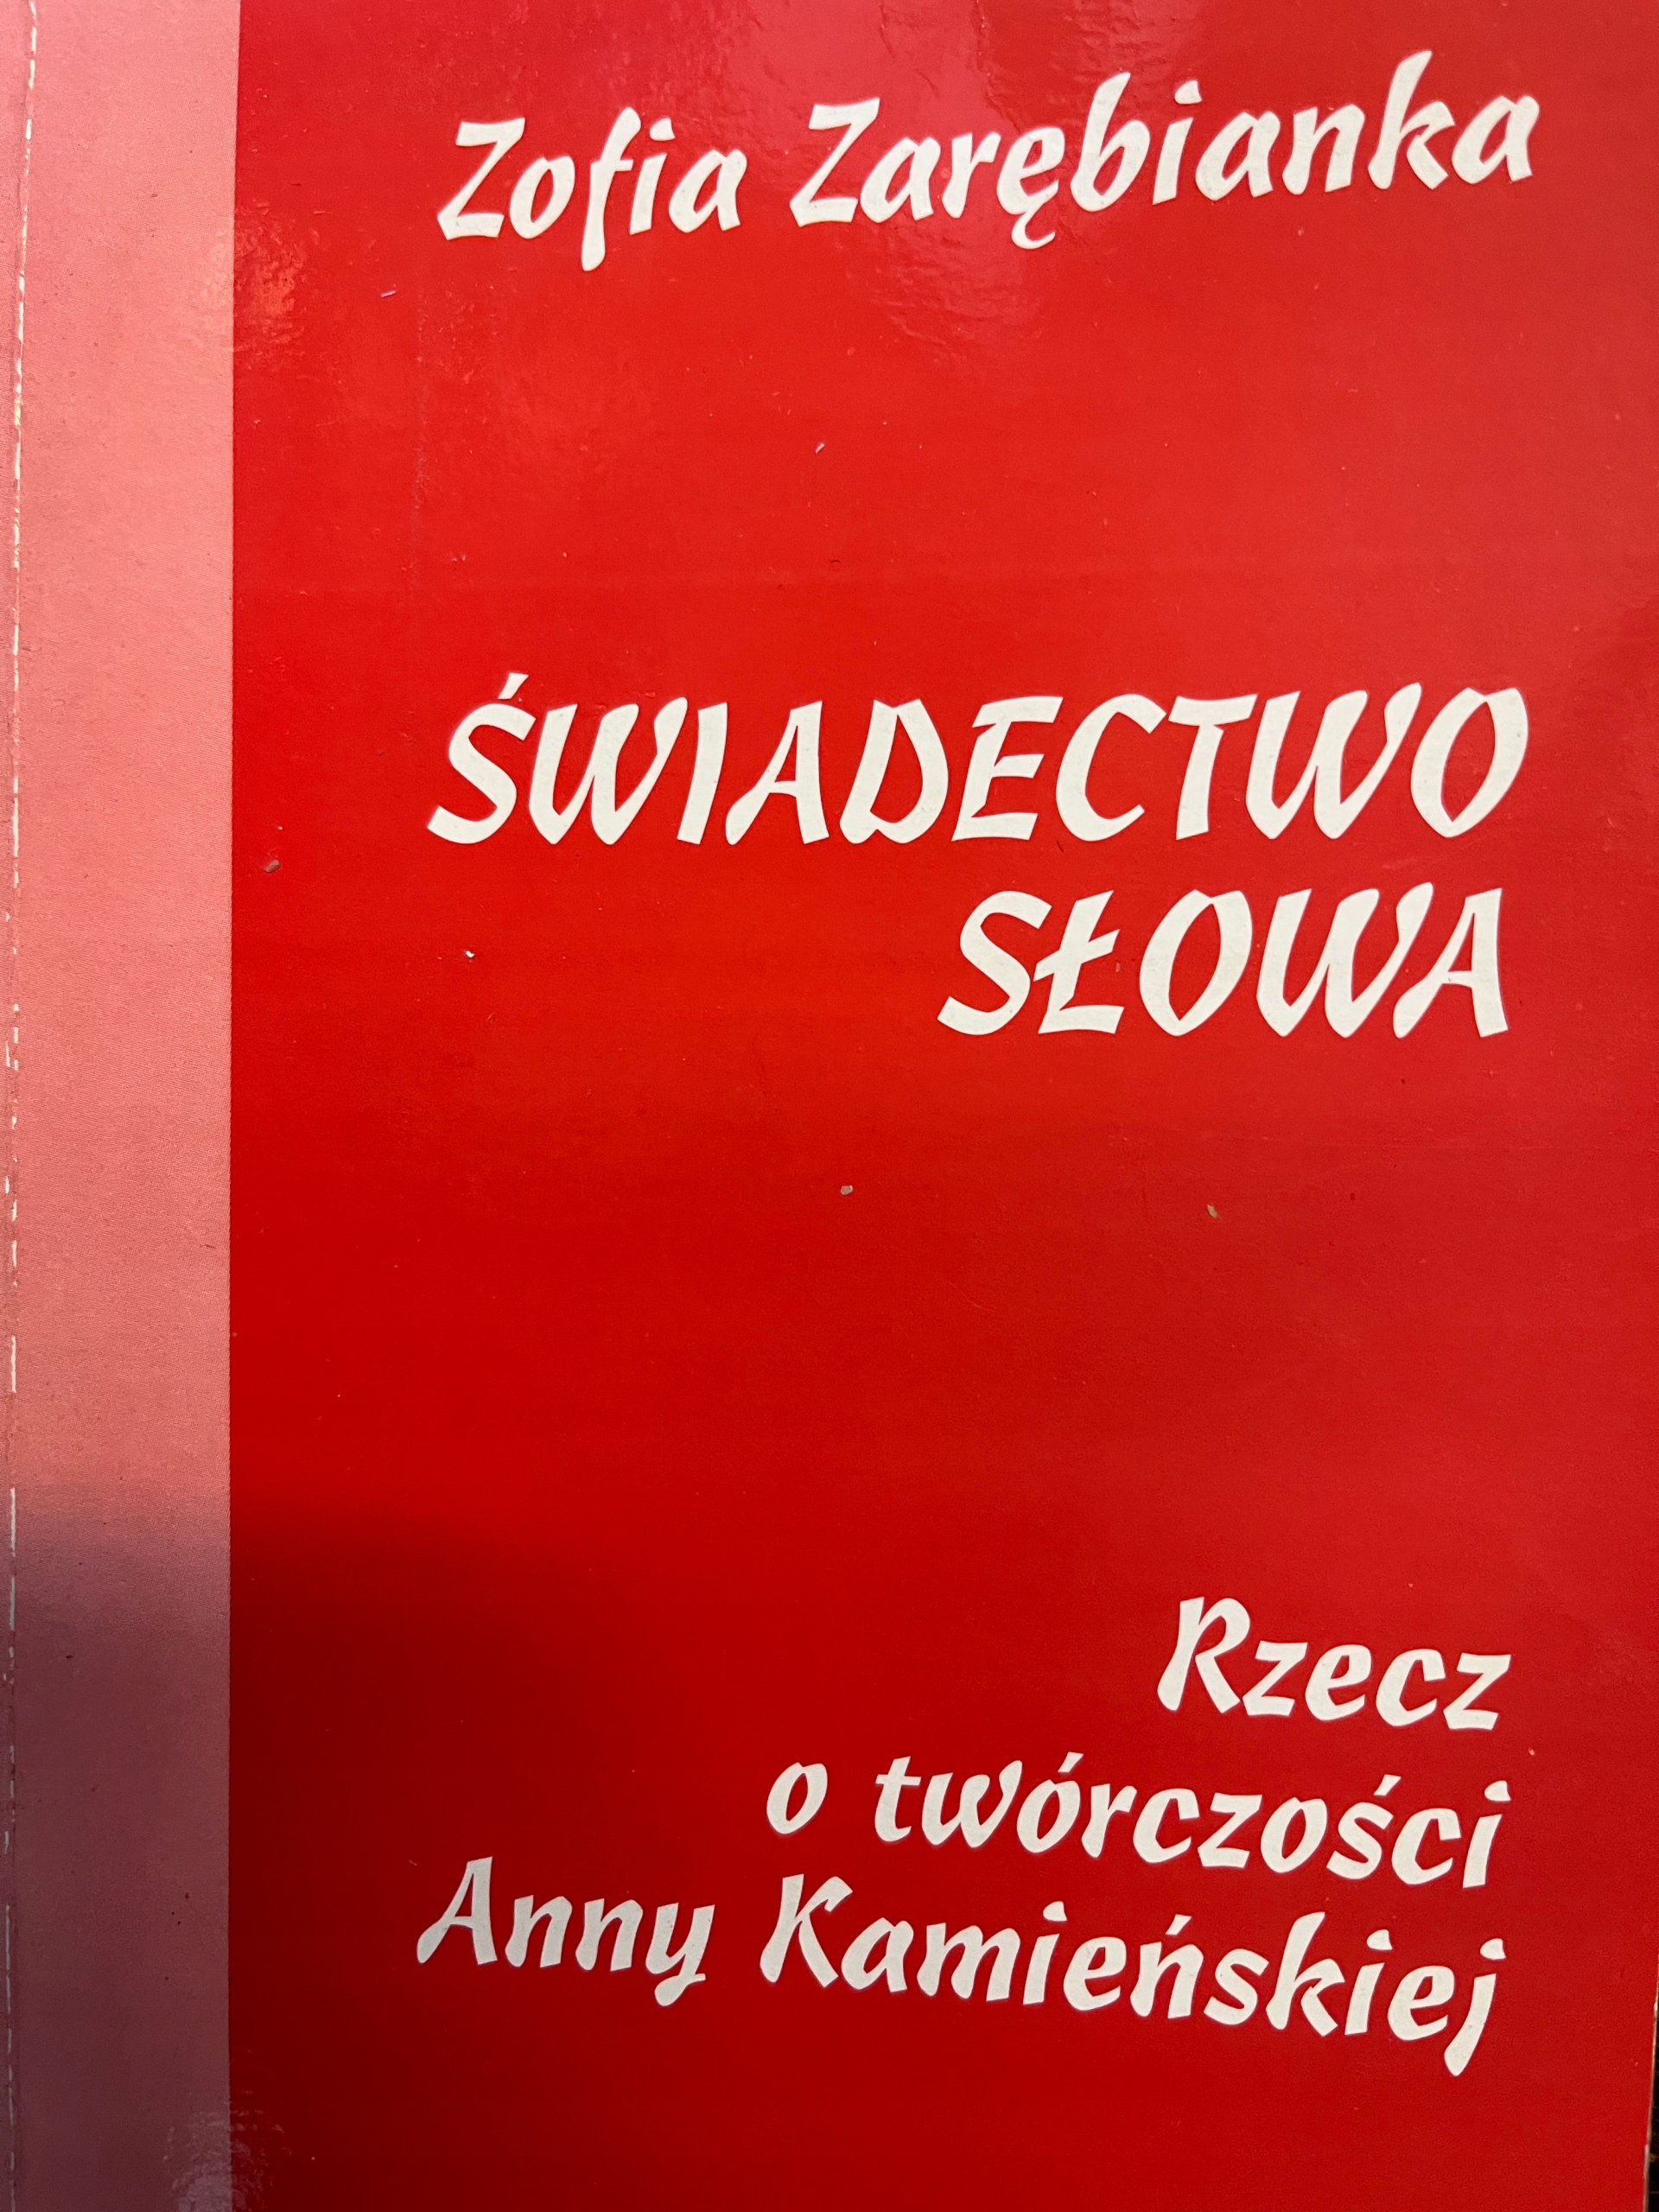 Zofia Zarębianka
ŚWIADECTWO
SŁOWA
Rzecz
o twórczości
Anny Kamieńskiej